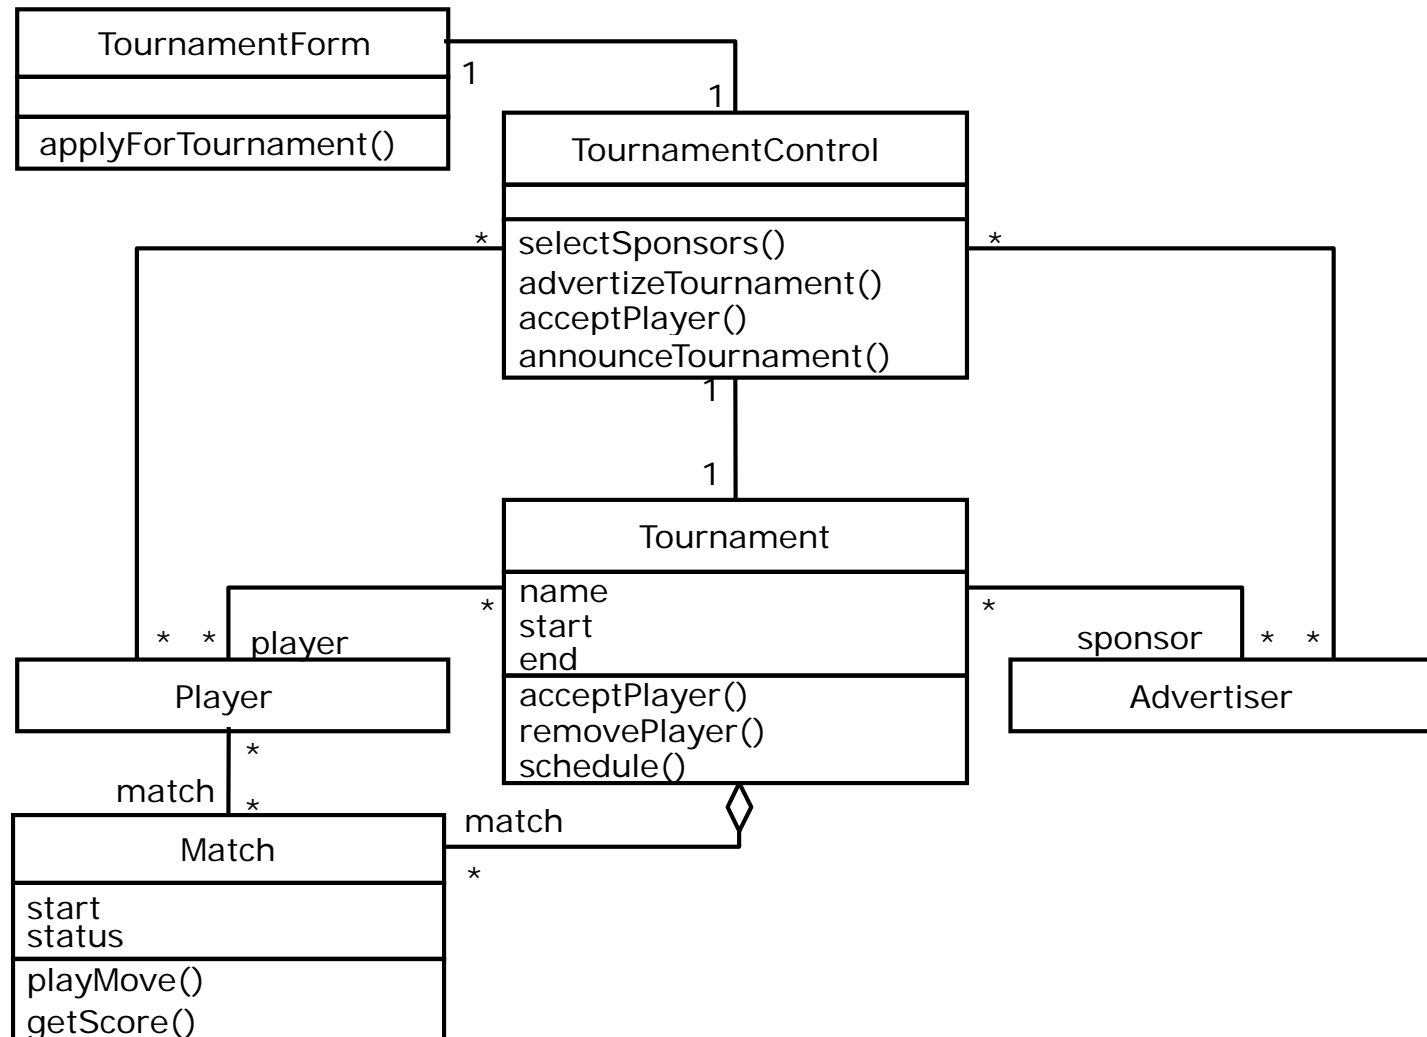 TournamentForm
1
applyForTournament()
1
TournamentControl
*
selectSponsors()
*
advertizeTournament()
acceptPlayer()
announceTournament()
1
1
Tournament
name
*
*
start
end
* * player
sponsor * *
Player
Advertiser
acceptPlayer()
removePlayer()
schedule()
*
match *
match
*
Match
start
status
playMove()
getScore()